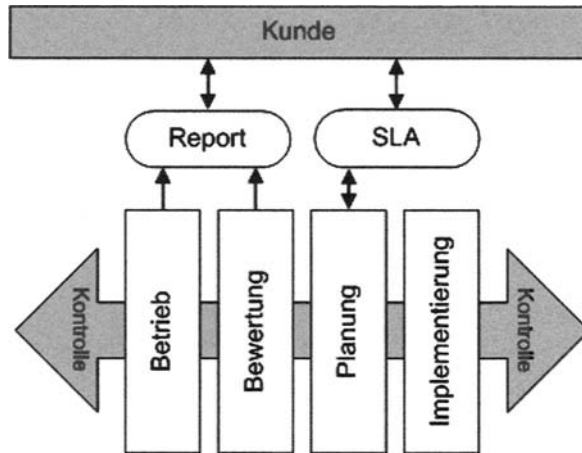 Kunde
Report
SLA
Kontrolle
Betrieb
Bewertung
Planung
Implementierung
Kontrolle